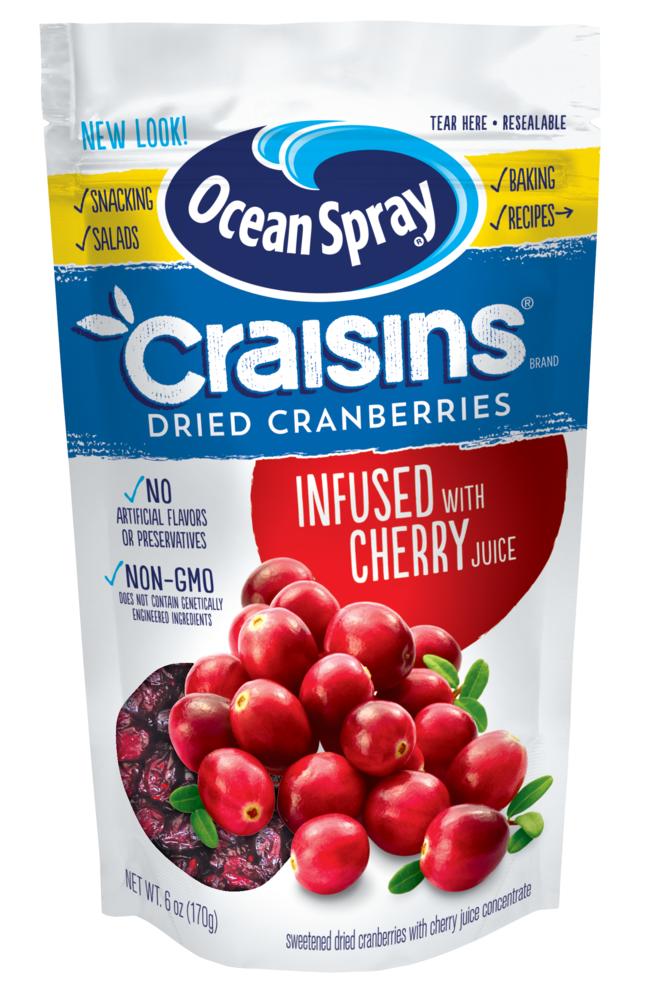 NEW LOOK!
TEAR HERE • RESEALABLE
✓SNACKING
✓SALADS
✓BAKING
✓RECIPES→
Ocean Spray®
Craisins®
BRAND
DRIED CRANBERRIES
INFUSED WITH
CHERRY JUICE
✓NO
ARTIFICIAL FLAVORS
OR PRESERVATIVES
✓NON-GMO
DOES NOT CONTAIN GENETICALLY
ENGINEERED INGREDIENTS
NET WT. 6 oz (170g)
sweetened dried cranberries with cherry juice concentrate